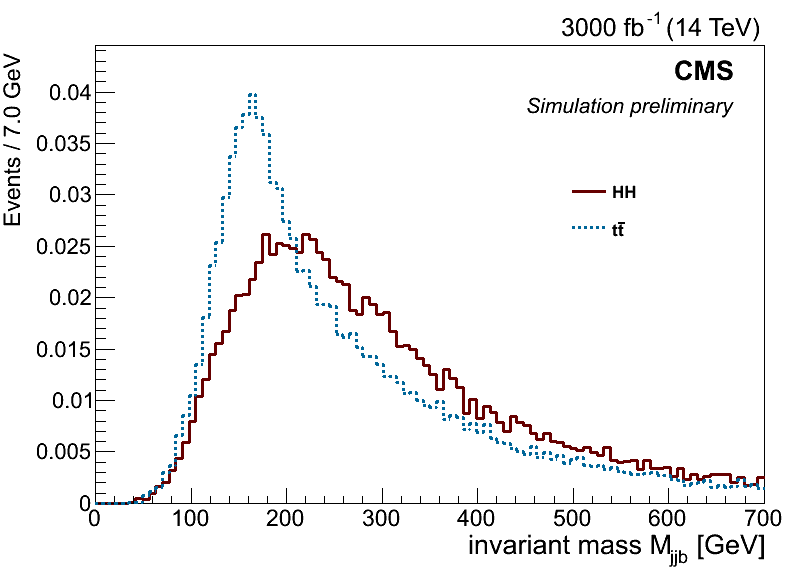 3000 fb-1 (14 TeV)
CMS
Simulation preliminary
HH
tt̄
Events / 7.0 GeV
0.04
0.035
0.03
0.025
0.02
0.015
0.01
0.005
0
0 100 200 300 400 500 600 700
invariant mass Mjjb [GeV]